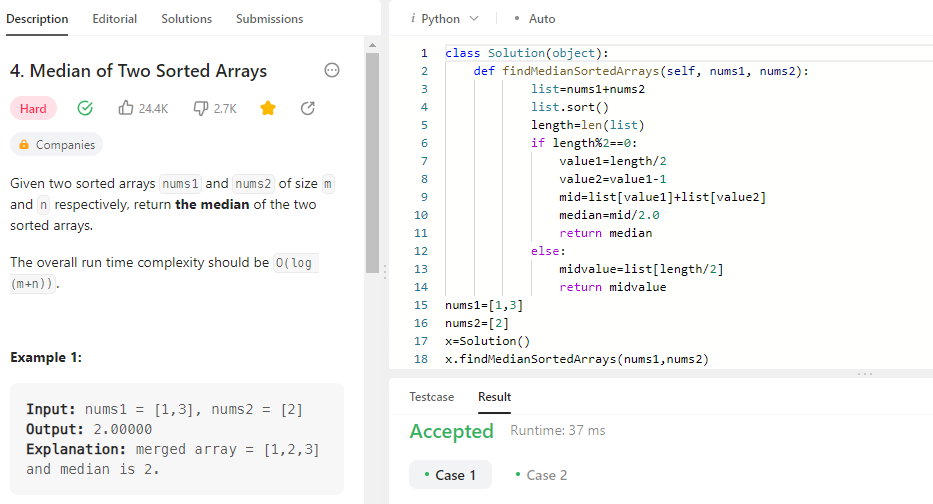 Description Editorial Solutions Submissions
4. Median of Two Sorted Arrays
Hard 24.4K 2.7K
Companies
Given two sorted arrays nums1 and nums2 of size m
and n respectively, return the median of the two
sorted arrays.
The overall run time complexity should be O(log
(m+n)).
Example 1:
Input: nums1 = [1,3], nums2 = [2]
Output: 2.00000
Explanation: merged array = [1,2,3]
and median is 2.
i Python • Auto
1 class Solution(object):
2 def findMedianSortedArrays(self, nums1, nums2):
3 list=nums1+nums2
4 list.sort()
5 length=len(list)
6 if length%2==0:
7 value1=length/2
8 value2=value1-1
9 mid=list[value1]+list[value2]
10 median=mid/2.0
11 return median
12 else:
13 midvalue=list[length/2]
14 return midvalue
15 nums1=[1,3]
16 nums2=[2]
17 x=Solution()
18 x.findMedianSortedArrays(nums1,nums2)
Testcase Result
Accepted Runtime: 37 ms
• Case 1 • Case 2